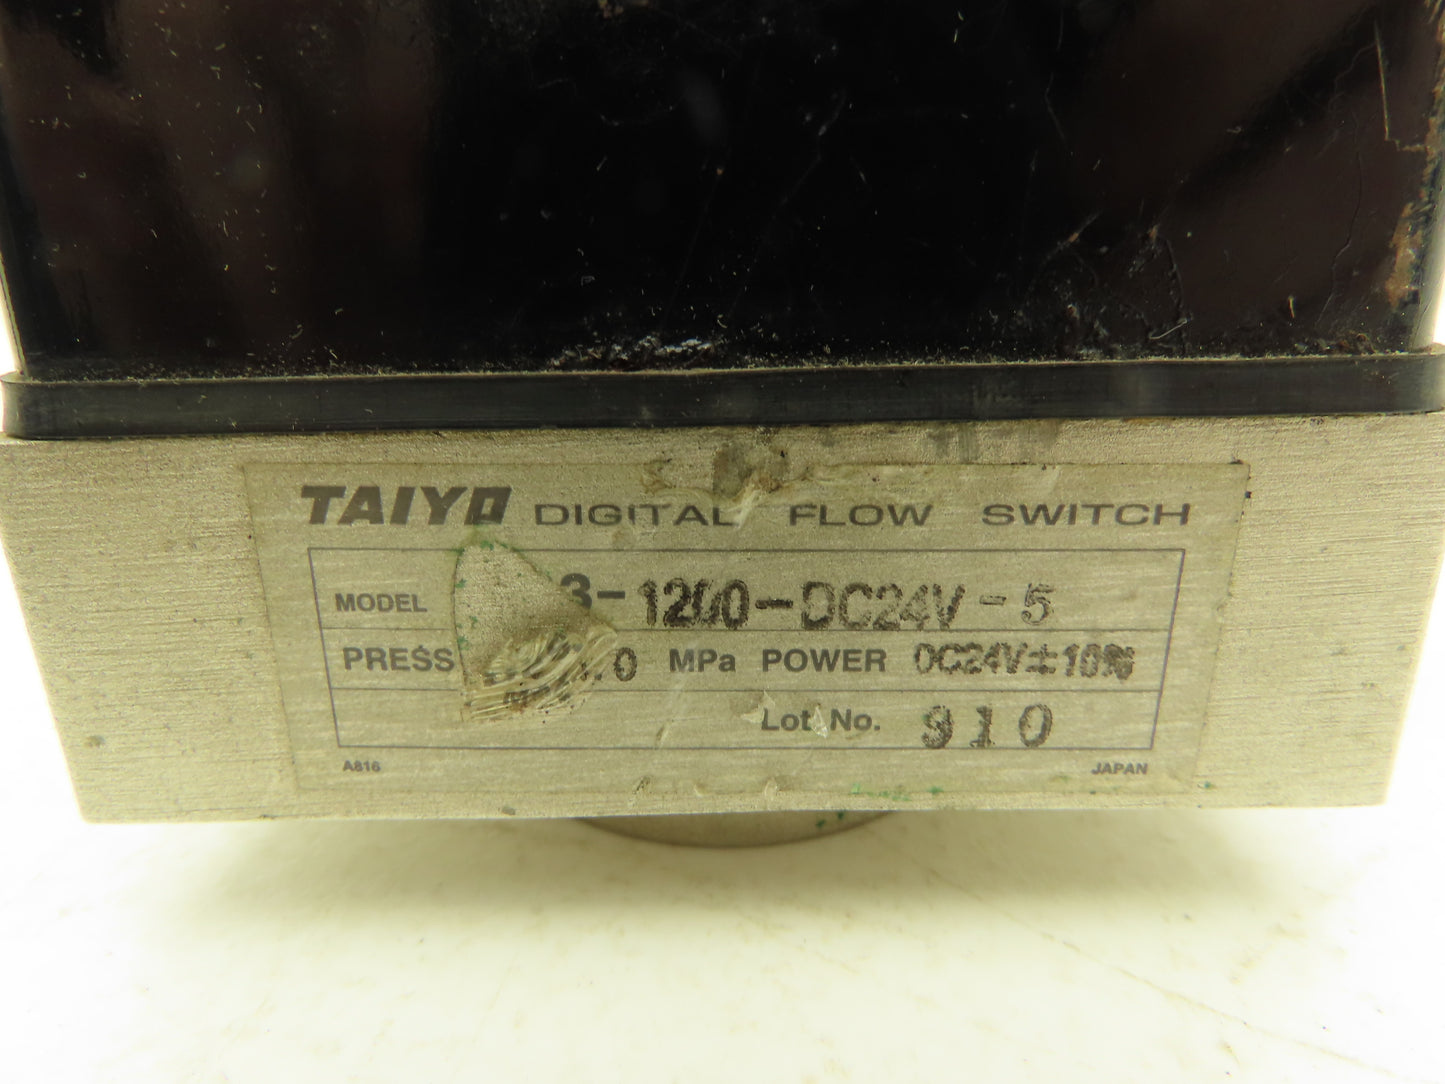 TAIYO DIGITAL FLOW SWITCH
MODEL 3-1200-DC24V-5
PRESS .0 MPa POWER DC24V±10%
Lot No. 910
A816 JAPAN